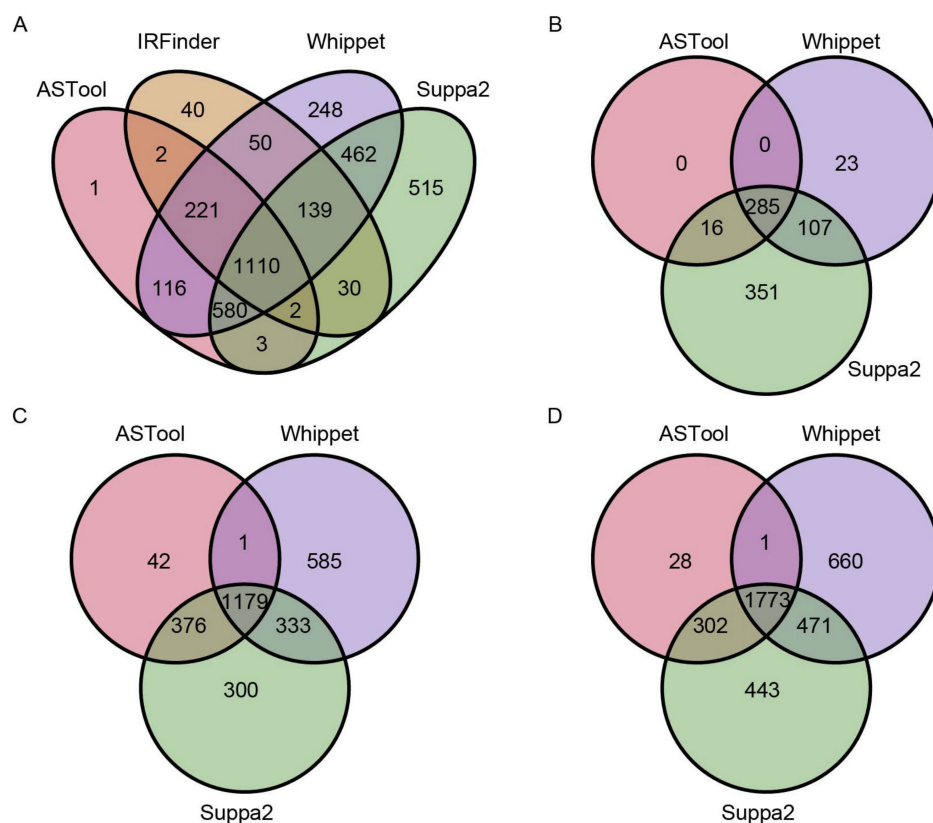 A
IRFinder Whippet
ASTool Suppa2
40 248
2 50 462
1 515
221 139
1110
116 30
580 2
3
B
ASTool Whippet
0
0 23
285
16 107
351
Suppa2
C
ASTool Whippet
1
42 585
1179
376 333
300
Suppa2
D
ASTool Whippet
1
28 660
1773
302 471
443
Suppa2